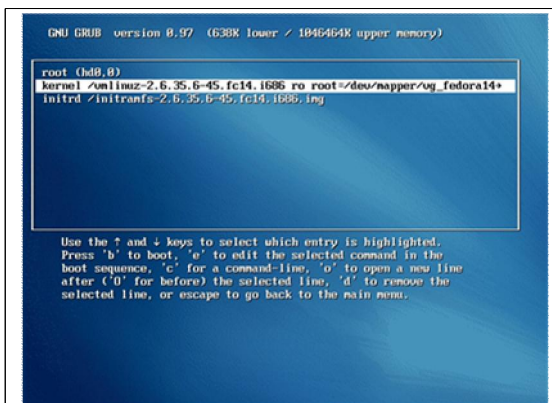 GNU GRUB version 0.97 (638K lower / 1046464K upper memory)
root (hd0,0)
kernel /vmlinuz-2.6.35.6-45.fc14.i686 ro root=/dev/mapper/vg_fedora14→
initrd /initramfs-2.6.35.6-45.fc14.i686.img
Use the ↑ and ↓ keys to select which entry is highlighted.
Press 'b' to boot, 'e' to edit the selected command in the
boot sequence, 'c' for a command-line, 'o' to open a new line
after ('O' for before) the selected line, 'd' to remove the
selected line, or escape to go back to the main menu.